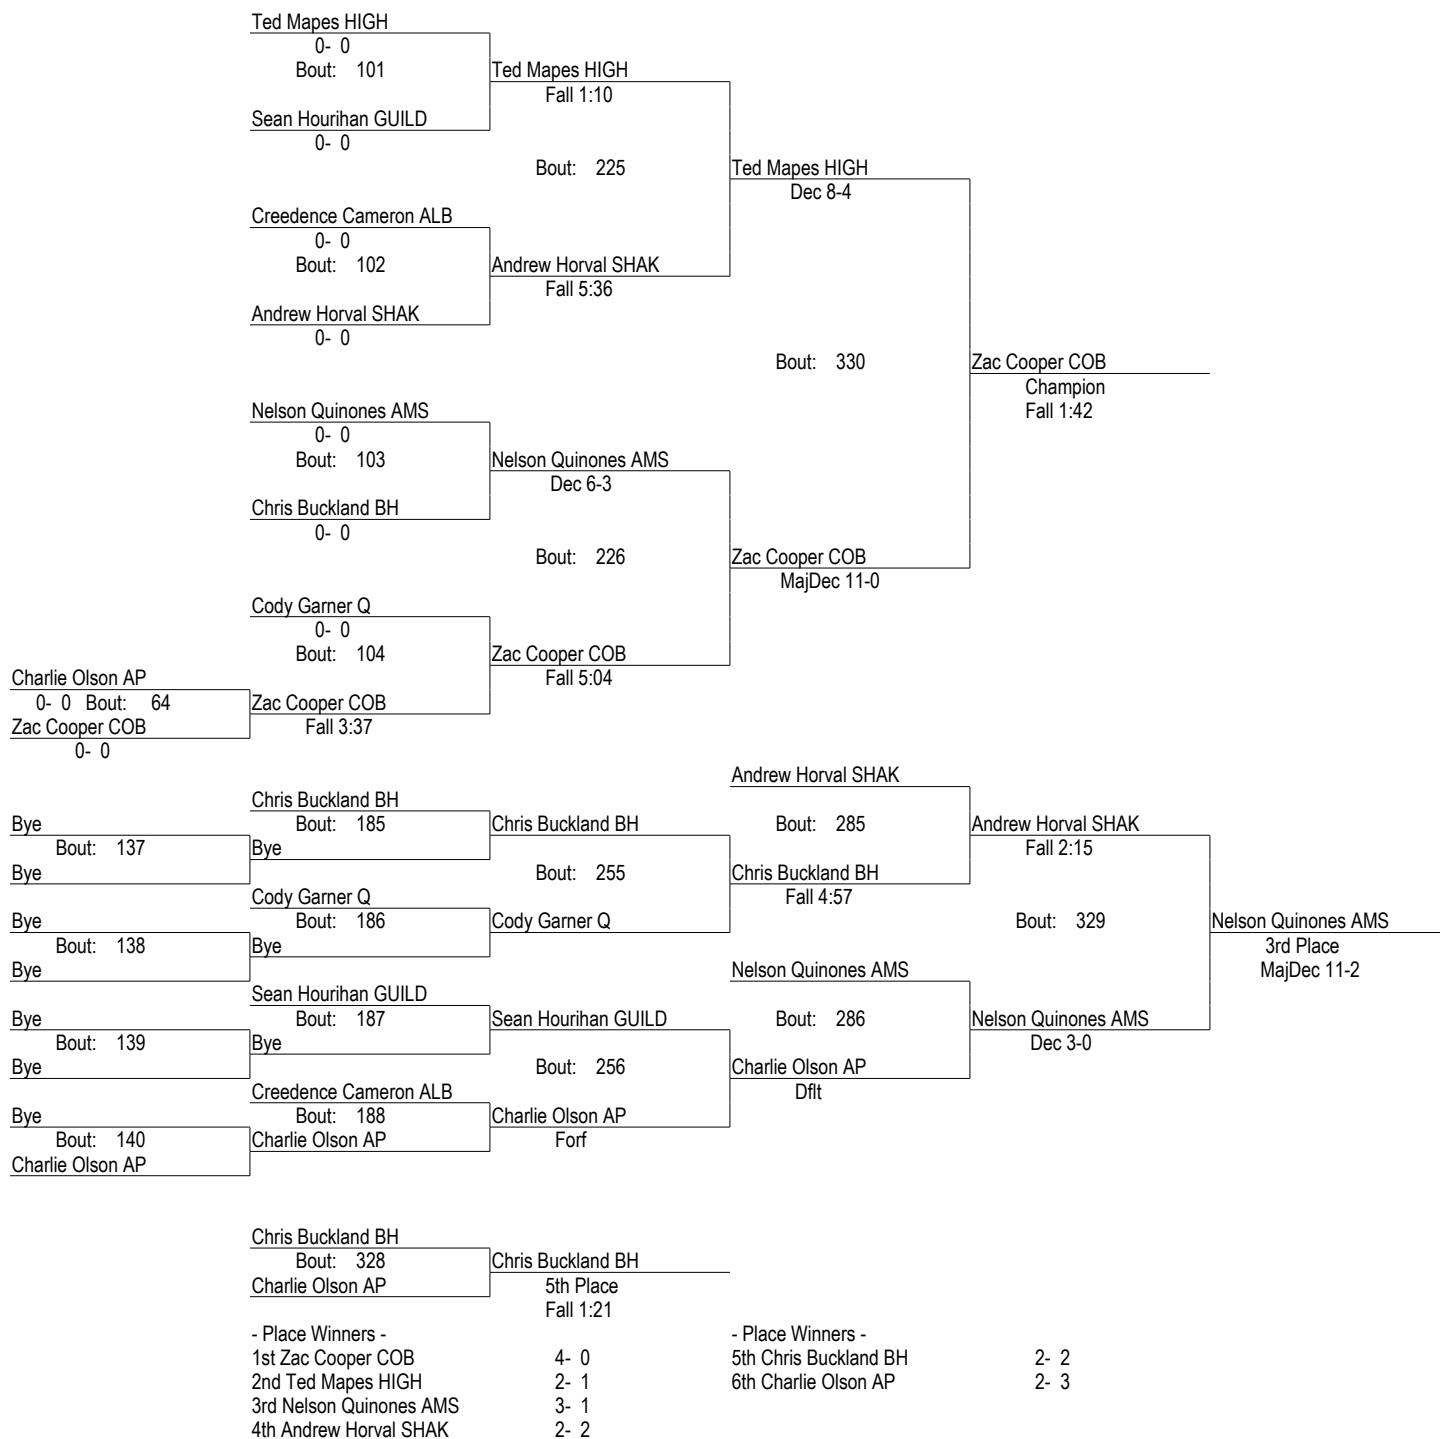 Ted Mapes HIGH
0- 0
Bout: 101
Ted Mapes HIGH
Fall 1:10
Sean Hourihan GUILD
0- 0
Bout: 225
Ted Mapes HIGH
Dec 8-4
Creedence Cameron ALB
0- 0
Bout: 102
Andrew Horval SHAK
Fall 5:36
Andrew Horval SHAK
0- 0
Bout: 330
Zac Cooper COB
Champion
Fall 1:42
Nelson Quinones AMS
0- 0
Bout: 103
Nelson Quinones AMS
Dec 6-3
Chris Buckland BH
0- 0
Bout: 226
Zac Cooper COB
MajDec 11-0
Cody Garner Q
0- 0
Bout: 104
Zac Cooper COB
Fall 5:04
Charlie Olson AP
0- 0 Bout: 64
Zac Cooper COB
Fall 3:37
Zac Cooper COB
0- 0
Andrew Horval SHAK
Chris Buckland BH
Bye
Bout: 185
Chris Buckland BH
Bout: 285
Andrew Horval SHAK
Bout: 137
Bye
Fall 2:15
Bye
Bout: 255
Chris Buckland BH
Fall 4:57
Cody Garner Q
Bye
Bout: 186
Cody Garner Q
Bout: 329
Nelson Quinones AMS
Bout: 138
Bye
3rd Place
Bye
Nelson Quinones AMS
MajDec 11-2
Sean Hourihan GUILD
Bye
Bout: 187
Sean Hourihan GUILD
Bout: 286
Nelson Quinones AMS
Bout: 139
Bye
Dec 3-0
Bye
Bout: 256
Charlie Olson AP
Dflt
Creedence Cameron ALB
Bye
Bout: 188
Charlie Olson AP
Bout: 140
Charlie Olson AP
Forf
Charlie Olson AP
Chris Buckland BH
Bout: 328
Chris Buckland BH
Charlie Olson AP
5th Place
Fall 1:21
- Place Winners -
1st Zac Cooper COB 4- 0
2nd Ted Mapes HIGH 2- 1
3rd Nelson Quinones AMS 3- 1
4th Andrew Horval SHAK 2- 2
- Place Winners -
5th Chris Buckland BH 2- 2
6th Charlie Olson AP 2- 3